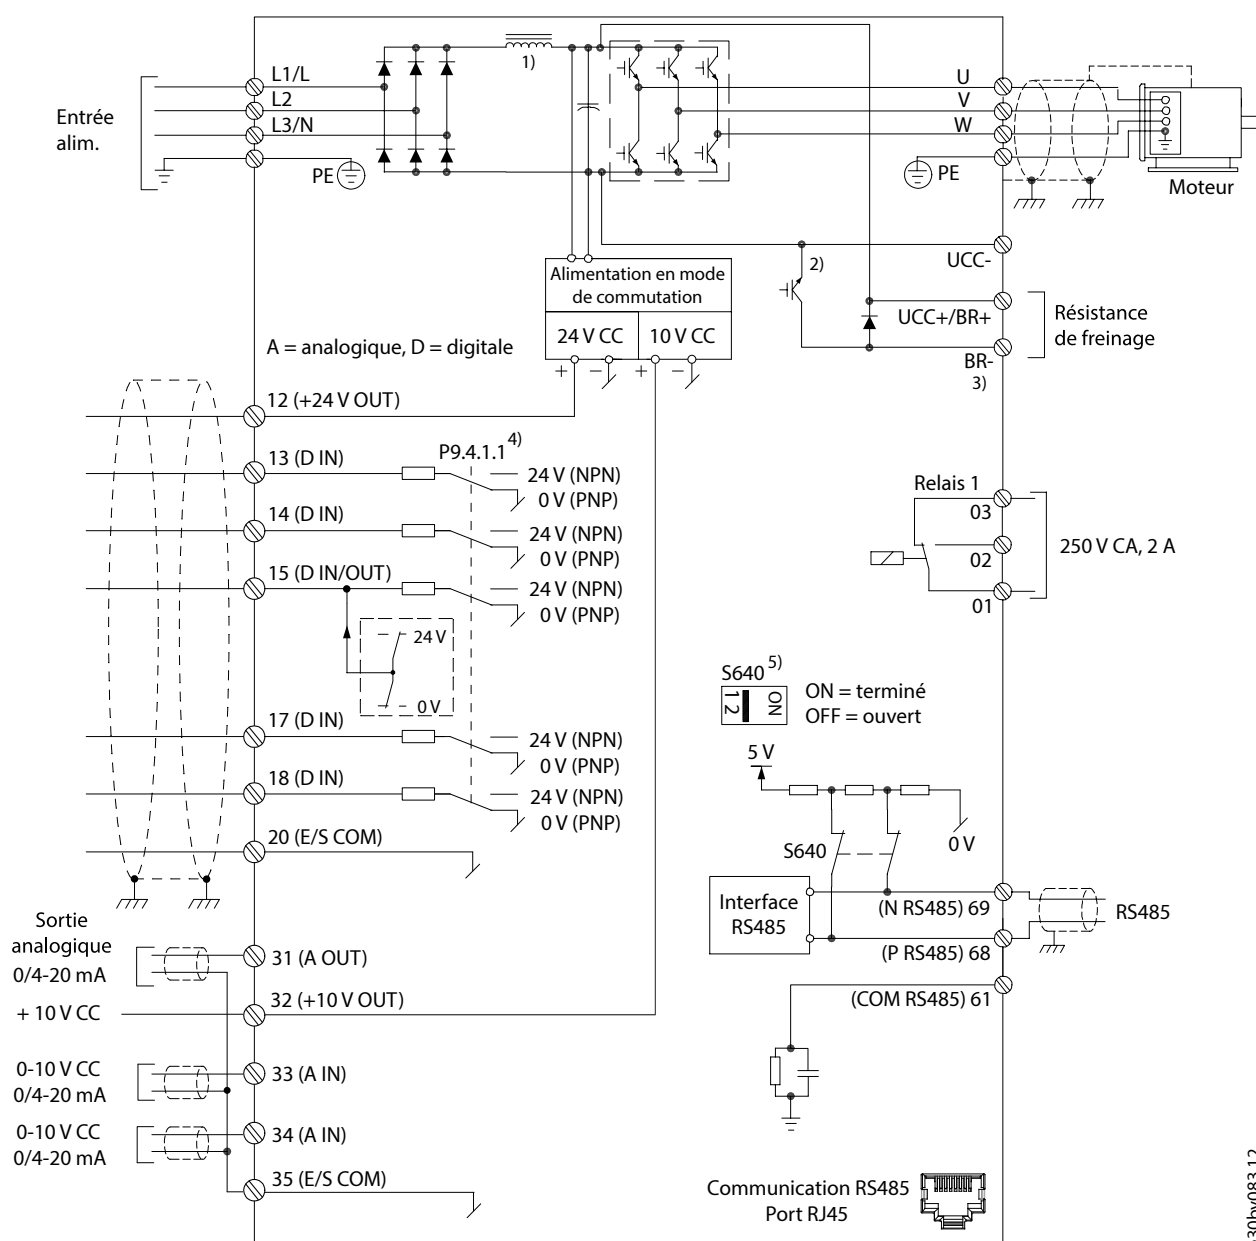 L1/L
L2
L3/N
Entrée
alim.
PE
1)
U
V
W
PE
Moteur
UCC-
2)
UCC+/BR+
BR-
3)
Résistance
de freinage
Alimentation en mode
de commutation
24 V CC
10 V CC
+
−
+
−
A = analogique, D = digitale
12 (+24 V OUT)
13 (D IN)
P9.4.1.1 4)
24 V (NPN)
0 V (PNP)
14 (D IN)
24 V (NPN)
0 V (PNP)
15 (D IN/OUT)
24 V (NPN)
0 V (PNP)
24 V
0 V
17 (D IN)
24 V (NPN)
0 V (PNP)
18 (D IN)
24 V (NPN)
0 V (PNP)
20 (E/S COM)
Relais 1
03
02
01
250 V CA, 2 A
S640 5)
1 2
ON
ON = terminé
OFF = ouvert
5 V
0 V
S640
Interface
RS485
(N RS485) 69
(P RS485) 68
RS485
(COM RS485) 61
Sortie
analogique
0/4-20 mA
31 (A OUT)
+ 10 V CC
32 (+10 V OUT)
0-10 V CC
0/4-20 mA
33 (A IN)
0-10 V CC
0/4-20 mA
34 (A IN)
35 (E/S COM)
Communication RS485
Port RJ45